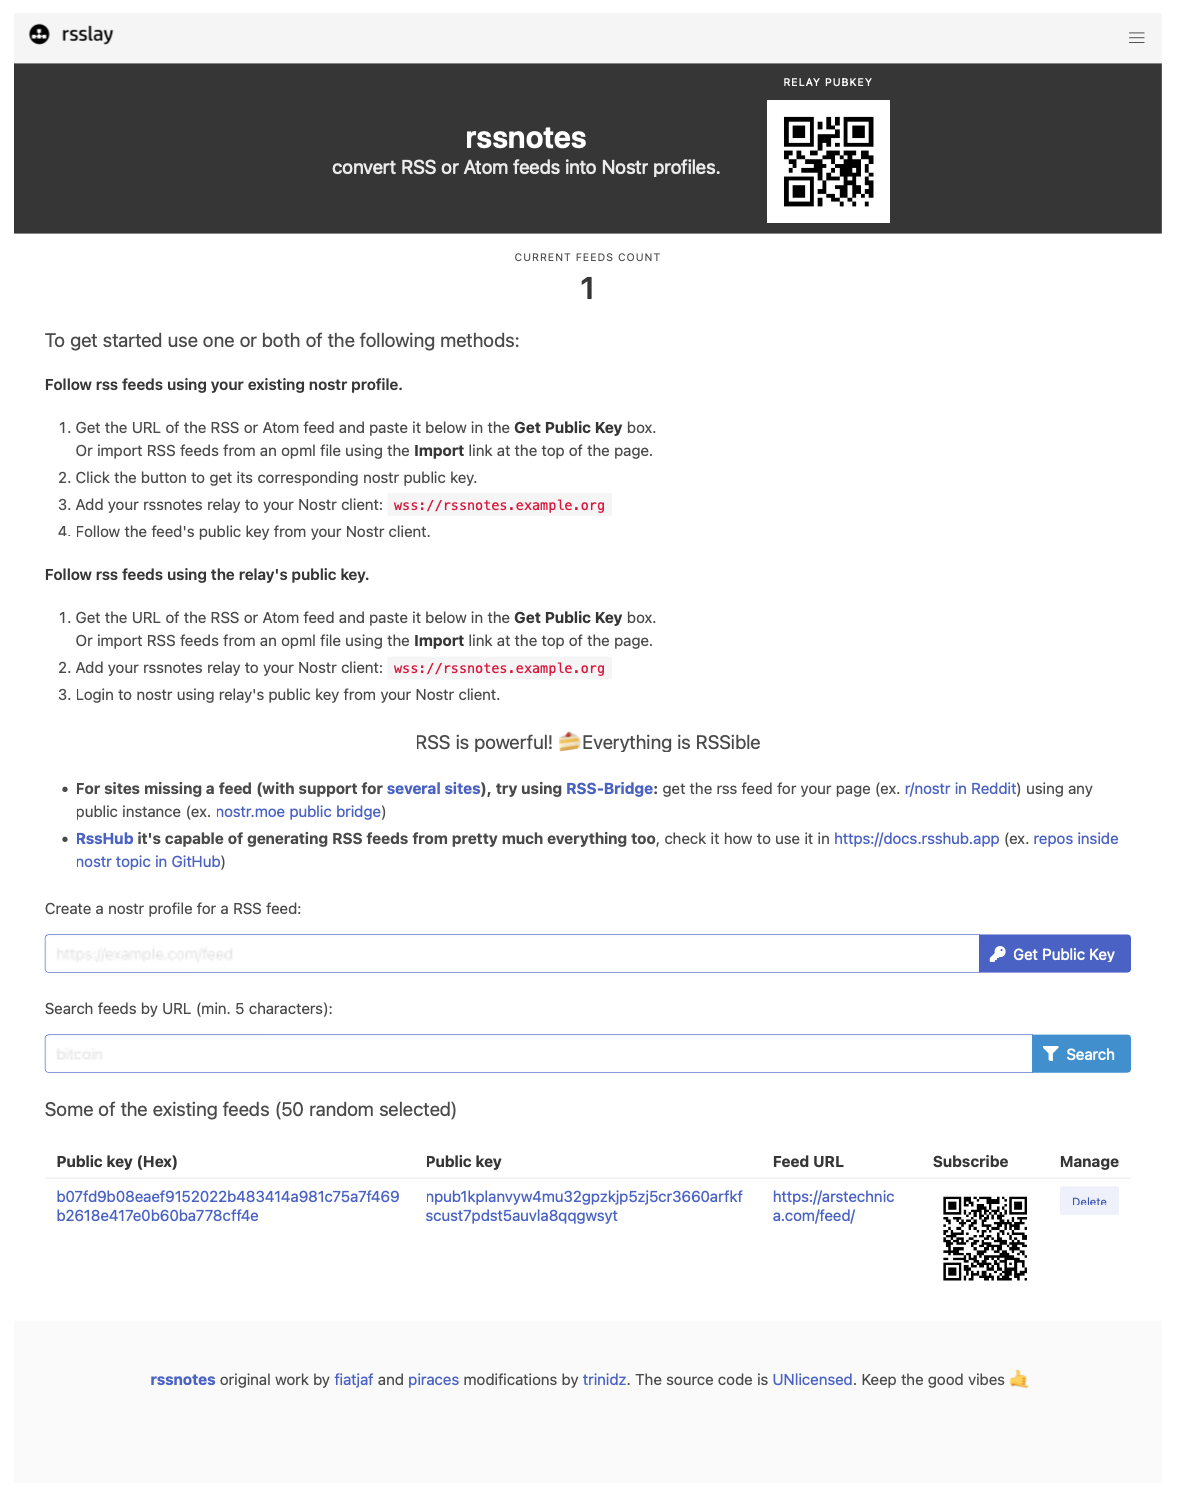 rsslay
RELAY PUBKEY
rssnotes
convert RSS or Atom feeds into Nostr profiles.
CURRENT FEEDS COUNT
1
To get started use one or both of the following methods:
Follow rss feeds using your existing nostr profile.
1. Get the URL of the RSS or Atom feed and paste it below in the Get Public Key box.
Or import RSS feeds from an opml file using the Import link at the top of the page.
2. Click the button to get its corresponding nostr public key.
3. Add your rssnotes relay to your Nostr client: wss://rssnotes.example.org
4. Follow the feed's public key from your Nostr client.
Follow rss feeds using the relay's public key.
1. Get the URL of the RSS or Atom feed and paste it below in the Get Public Key box.
Or import RSS feeds from an opml file using the Import link at the top of the page.
2. Add your rssnotes relay to your Nostr client: wss://rssnotes.example.org
3. Login to nostr using relay's public key from your Nostr client.
RSS is powerful! 🍰Everything is RSSible
• For sites missing a feed (with support for several sites), try using RSS-Bridge: get the rss feed for your page (ex. r/nostr in Reddit) using any
public instance (ex. nostr.moe public bridge)
• RssHub it's capable of generating RSS feeds from pretty much everything too, check it how to use it in https://docs.rsshub.app (ex. repos inside
nostr topic in GitHub)
Create a nostr profile for a RSS feed:
https://example.com/feed Get Public Key
Search feeds by URL (min. 5 characters):
bitcoin Search
Some of the existing feeds (50 random selected)
Public key (Hex) Public key Feed URL Subscribe Manage
b07fd9b08eaef9152022b483414a981c75a7f469 npub1kplanvyw4mu32gpzkjp5zj5cr3660arfkf https://arstechnic Delete
b2618e417e0b60ba778cff4e scust7pdst5auvla8qqgwsyt a.com/feed/
rssnotes original work by fiatjaf and piraces modifications by trinidz. The source code is UNlicensed. Keep the good vibes 🤙